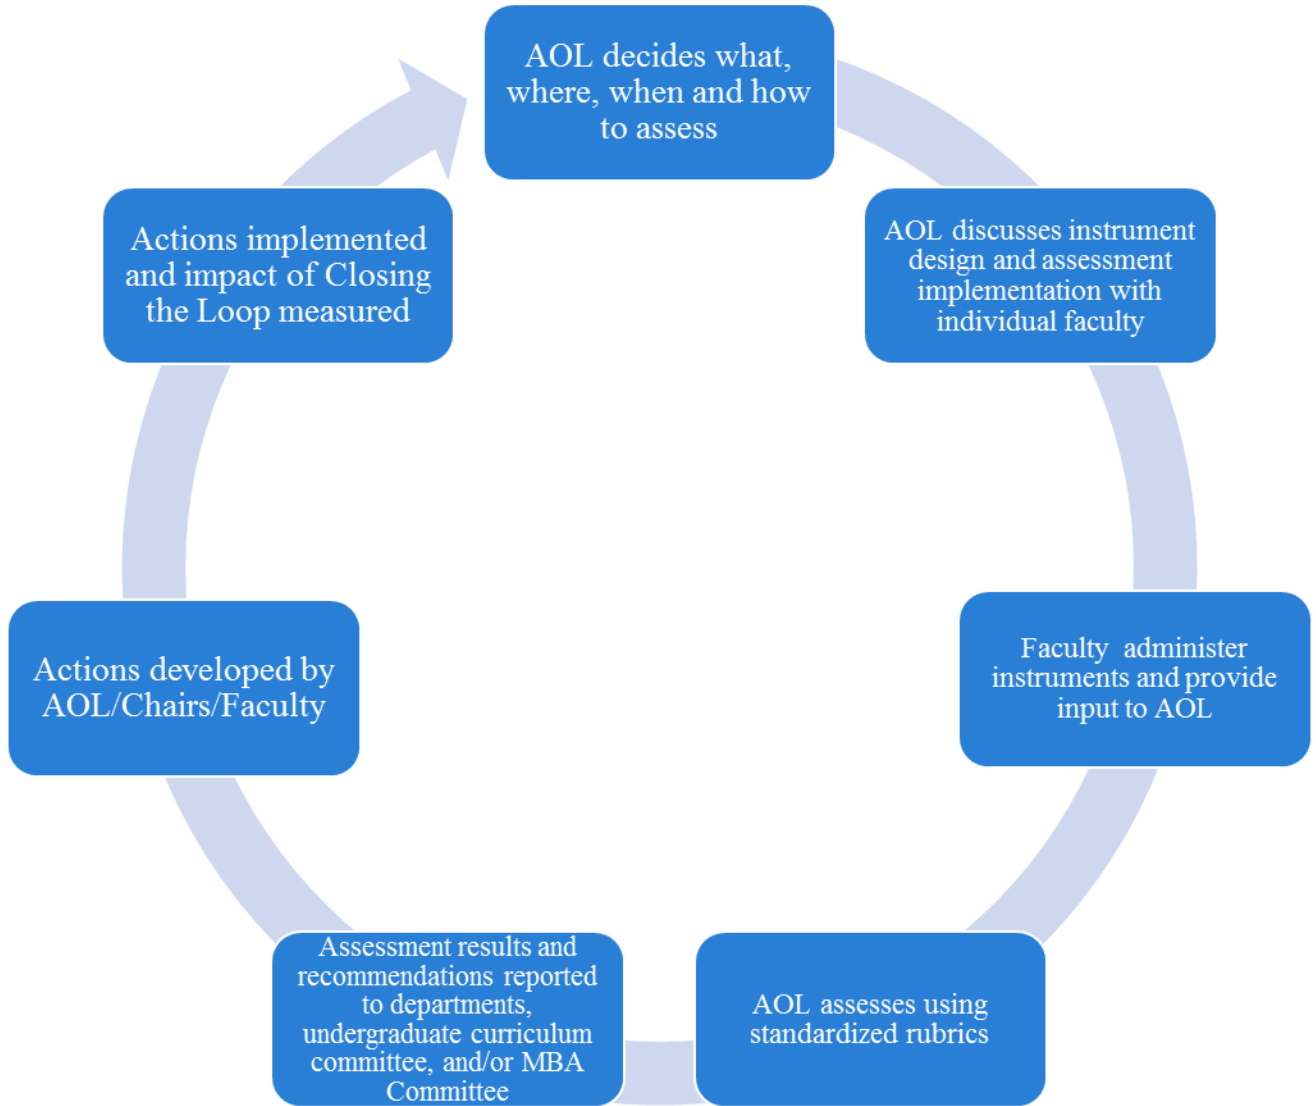 AOL decides what,
where, when and how
to assess
AOL discusses instrument
design and assessment
implementation with
individual faculty
Faculty administer
instruments and provide
input to AOL
AOL assesses using
standardized rubrics
Assessment results and
recommendations reported
to departments,
undergraduate curriculum
committee, and/or MBA
Committee
Actions developed by
AOL/Chairs/Faculty
Actions implemented
and impact of Closing
the Loop measured